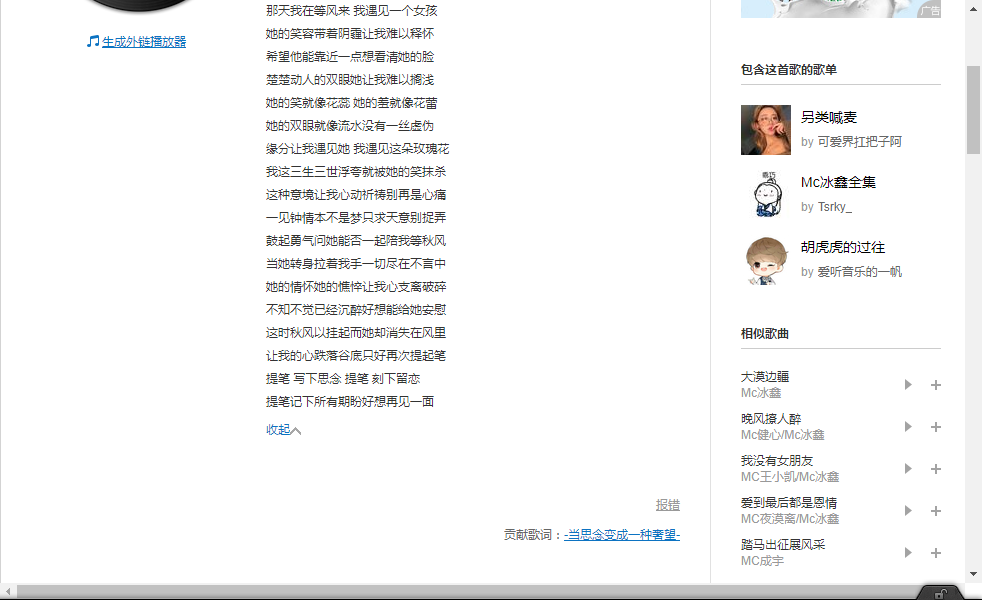 生成外链播放器
那天我在等风来 我遇见一个女孩
她的笑容带着阴霾让我难以释怀
希望他能靠近一点想看清她的脸
楚楚动人的双眼她让我难以搁浅
她的笑就像花蕊 她的羞就像花蕾
她的双眼就像流水没有一丝虚伪
缘分让我遇见她 我遇见这朵玫瑰花
我这三生三世浮夸就被她的笑抹杀
这种意境让我心动祈祷别再是心痛
一见钟情本不是梦只求天意别捉弄
鼓起勇气问她能否一起陪我等秋风
当她转身拉着我手一切尽在不言中
她的情怀她的憔悴让我心支离破碎
不知不觉已经沉醉好想能给她安慰
这时秋风以挂起而她却消失在风里
让我的心跌落谷底只好再次提起笔
提笔 写下思念 提笔 刻下留恋
提笔记下所有期盼好想再见一面
收起
报错
贡献歌词：-当思念变成一种奢望-
广告
包含这首歌的歌单
另类喊麦
by 可爱界扛把子阿
乖巧
Mc冰鑫全集
by Tsrky_
胡虎虎的过往
by 爱听音乐的一帆
相似歌曲
大漠边疆
Mc冰鑫
晚风撩人醉
Mc健心/Mc冰鑫
我没有女朋友
MC王小凯/Mc冰鑫
爱到最后都是恩情
MC夜漠离/Mc冰鑫
踏马出征展风采
MC成宇